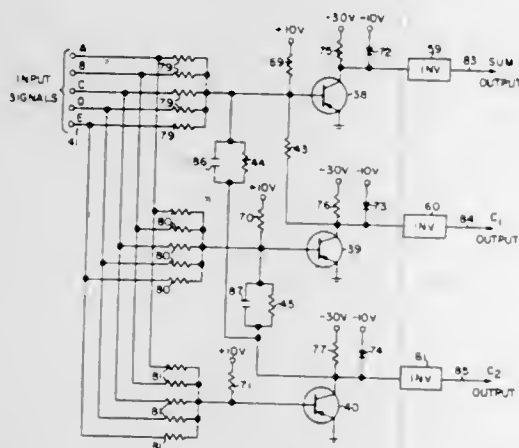 -30V -10V
+10V
A
B
C
D
E
INPUT
SIGNALS
41
79
79
79
79
69
75
72
59
INV
83
SUM
OUTPUT
38
43
86
44
-30V -10V
+10V
76
73
60
INV
84
C1
OUTPUT
80
80
80
70
39
87
45
-30V -10V
77
74
+10V
81
81
81
71
61
INV
85
C2
OUTPUT
40